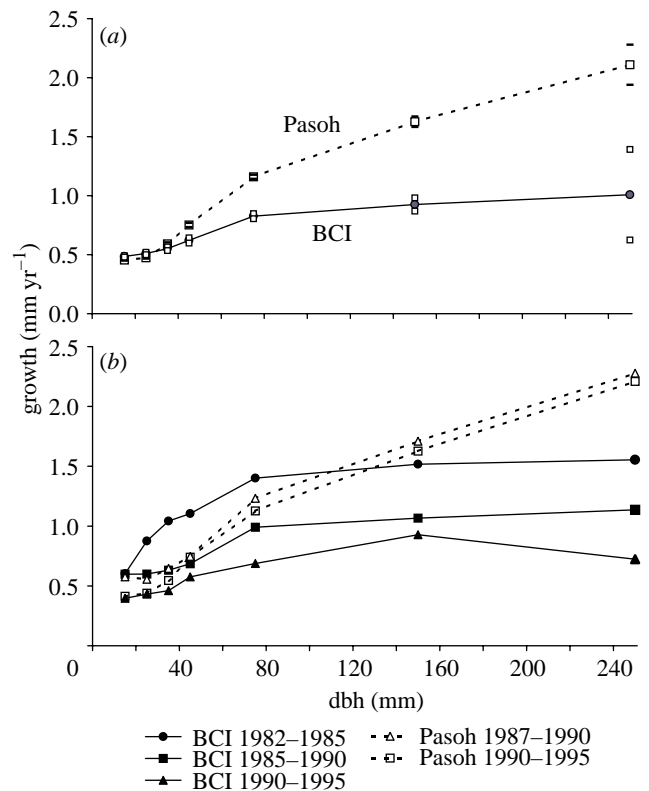 growth (mm yr−1)
2.5
2.0
1.5
1.0
0.5
0.0
(a)
Pasoh
BCI
2.5
2.0
1.5
1.0
0.5
(b)
0 40 80 120 160 200 240
dbh (mm)
BCI 1982–1985 Pasoh 1987–1990
BCI 1985–1990 Pasoh 1990–1995
BCI 1990–1995